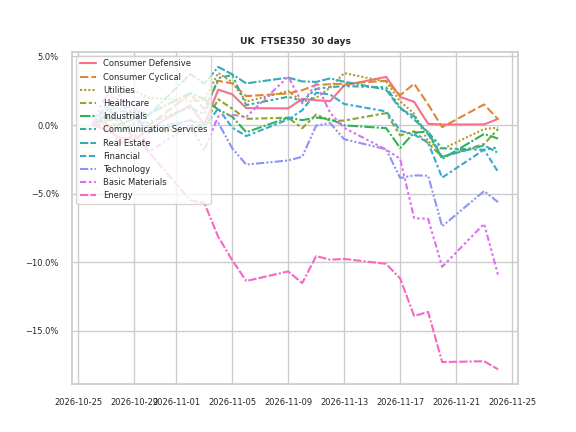 UK FTSE350 30 days
5.0%
0.0%
−5.0%
−10.0%
−15.0%
Consumer Defensive
Consumer Cyclical
Utilities
Healthcare
Industrials
Communication Services
Real Estate
Financial
Technology
Basic Materials
Energy
2026-10-25
2026-10-29
2026-11-01
2026-11-05
2026-11-09
2026-11-13
2026-11-17
2026-11-21
2026-11-25